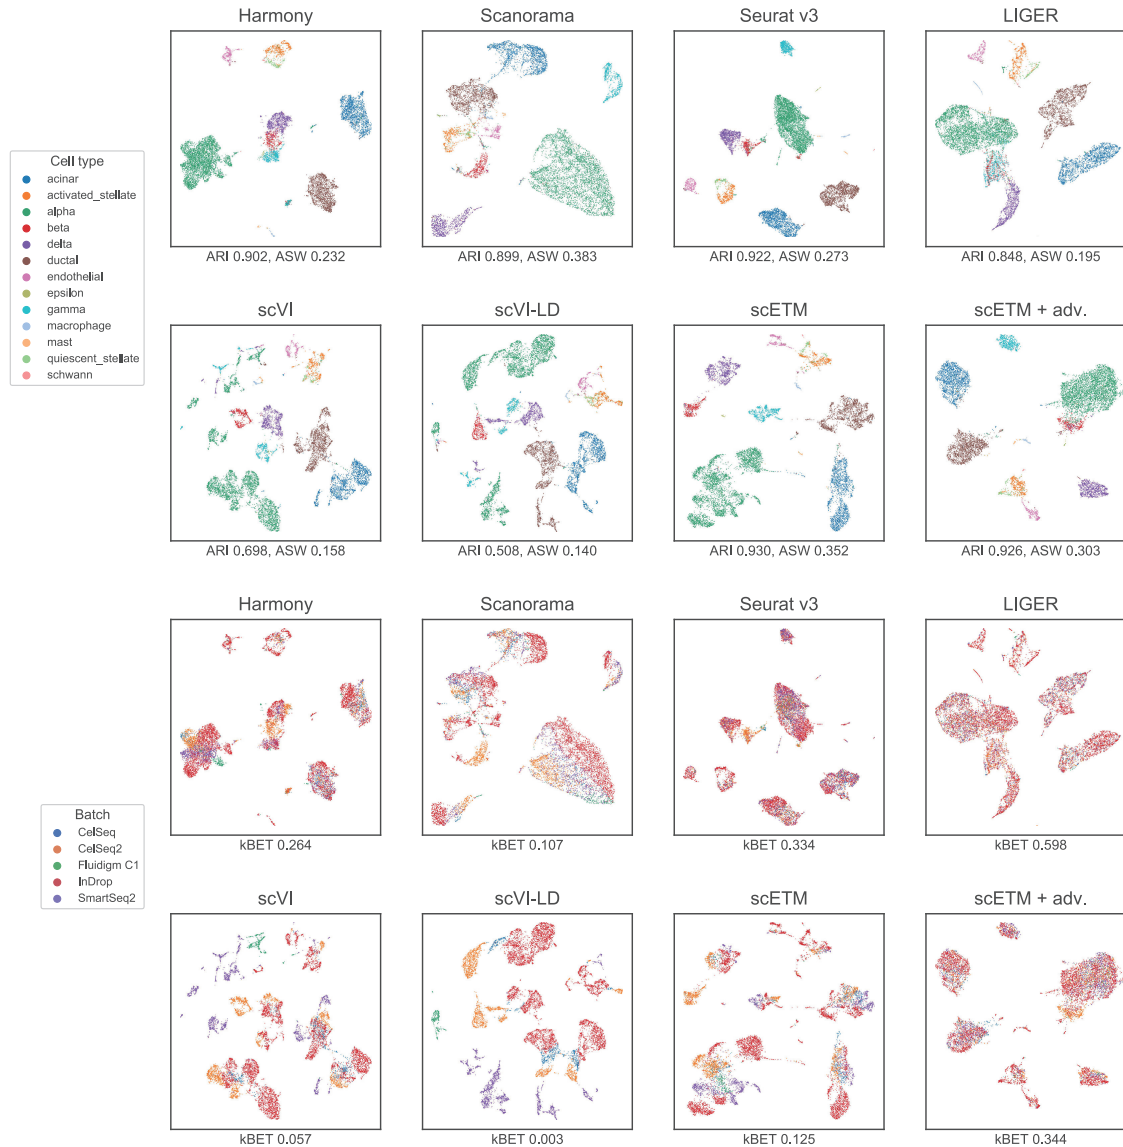 Harmony
Scanorama
Seurat v3
LIGER
Cell type
acinar
activated_stellate
alpha
beta
delta
ductal
endothelial
epsilon
gamma
macrophage
mast
quiescent_stellate
schwann
ARI 0.902, ASW 0.232
ARI 0.899, ASW 0.383
ARI 0.922, ASW 0.273
ARI 0.848, ASW 0.195
scVI
scVI-LD
scETM
scETM + adv.
ARI 0.698, ASW 0.158
ARI 0.508, ASW 0.140
ARI 0.930, ASW 0.352
ARI 0.926, ASW 0.303
Harmony
Scanorama
Seurat v3
LIGER
Batch
CelSeq
CelSeq2
Fluidigm C1
InDrop
SmartSeq2
kBET 0.264
kBET 0.107
kBET 0.334
kBET 0.598
scVI
scVI-LD
scETM
scETM + adv.
kBET 0.057
kBET 0.003
kBET 0.125
kBET 0.344